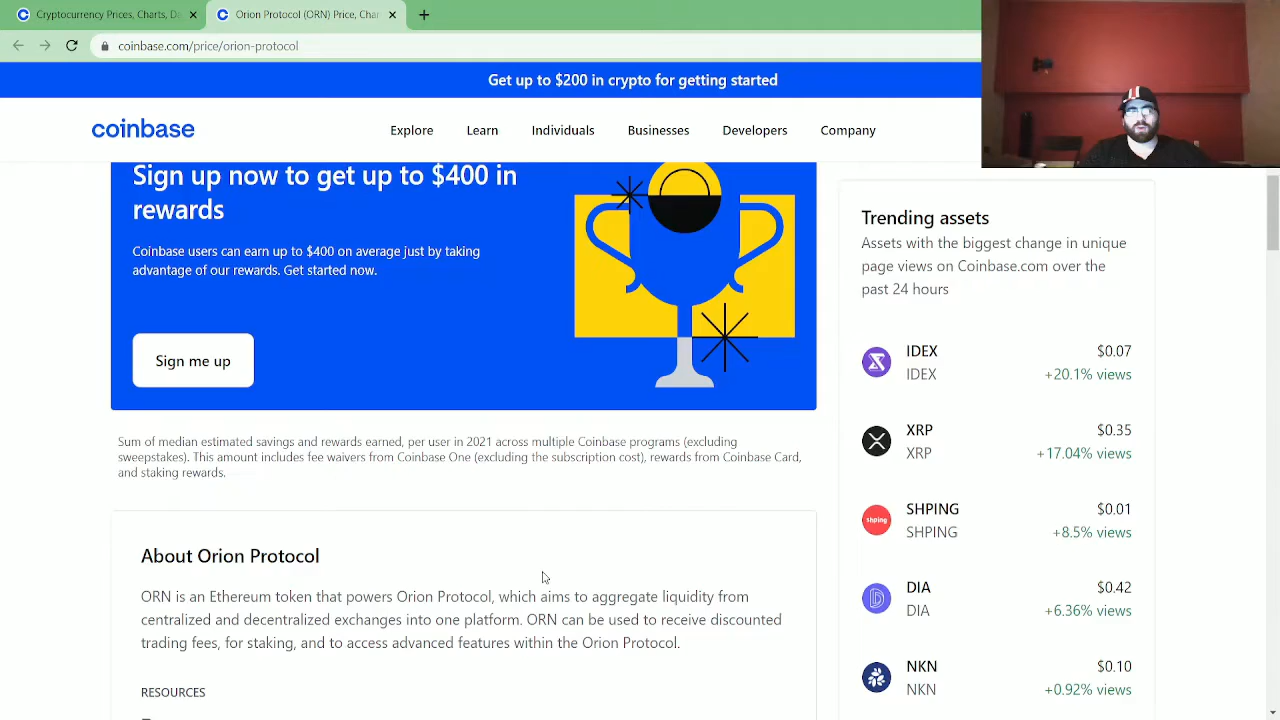 Cryptocurrency Prices, Charts, D
Orion Protocol (ORN) Price, Char
coinbase.com/price/orion-protocol
Get up to $200 in crypto for getting started
coinbase
Explore
Learn
Individuals
Businesses
Developers
Company
Sign up now to get up to $400 in
rewards
Coinbase users can earn up to $400 on average just by taking
advantage of our rewards. Get started now.
Sign me up
Sum of median estimated savings and rewards earned, per user in 2021 across multiple Coinbase programs (excluding
sweepstakes). This amount includes fee waivers from Coinbase One (excluding the subscription cost), rewards from Coinbase Card,
and staking rewards.
About Orion Protocol
ORN is an Ethereum token that powers Orion Protocol, which aims to aggregate liquidity from
centralized and decentralized exchanges into one platform. ORN can be used to receive discounted
trading fees, for staking, and to access advanced features within the Orion Protocol.
RESOURCES
Trending assets
Assets with the biggest change in unique
page views on Coinbase.com over the
past 24 hours
IDEX $0.07
IDEX +20.1% views
XRP $0.35
XRP +17.04% views
Shping
SHPING $0.01
SHPING +8.5% views
DIA $0.42
DIA +6.36% views
NKN $0.10
NKN +0.92% views